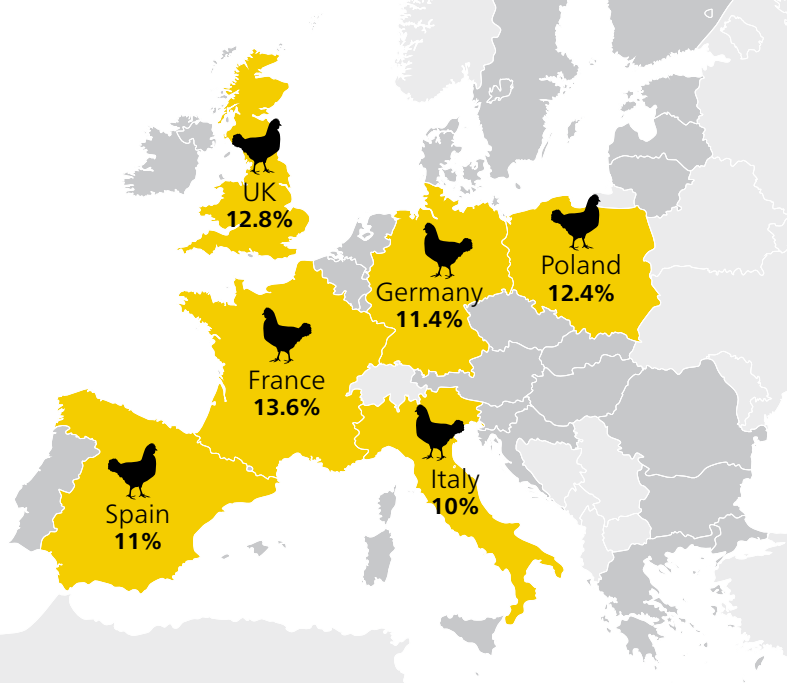 UK
12.8%
Poland
12.4%
Germany
11.4%
France
13.6%
Italy
10%
Spain
11%